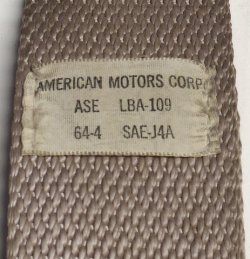 AMERICAN MOTORS CORP
ASE LBA-109
64-4 SAE-J4A